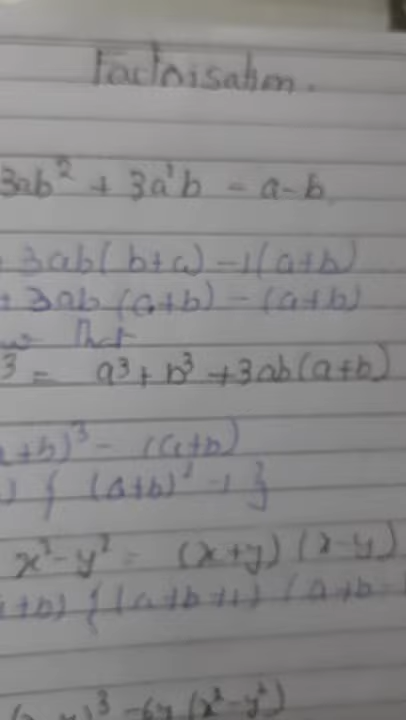 Factorisation.
3ab² + 3a²b - a-b
3ab(b+a) -1(a+b)
3ab(a+b) - (a+b)
That
³ = a³+b³+3ab(a+b)
+b)³ - (a+b)
{ (a+b)² -1 }
x²-y² = (x+y)(x-y)
+b) {(a+b+1) (a+b
)³ -6y(x²-y²)